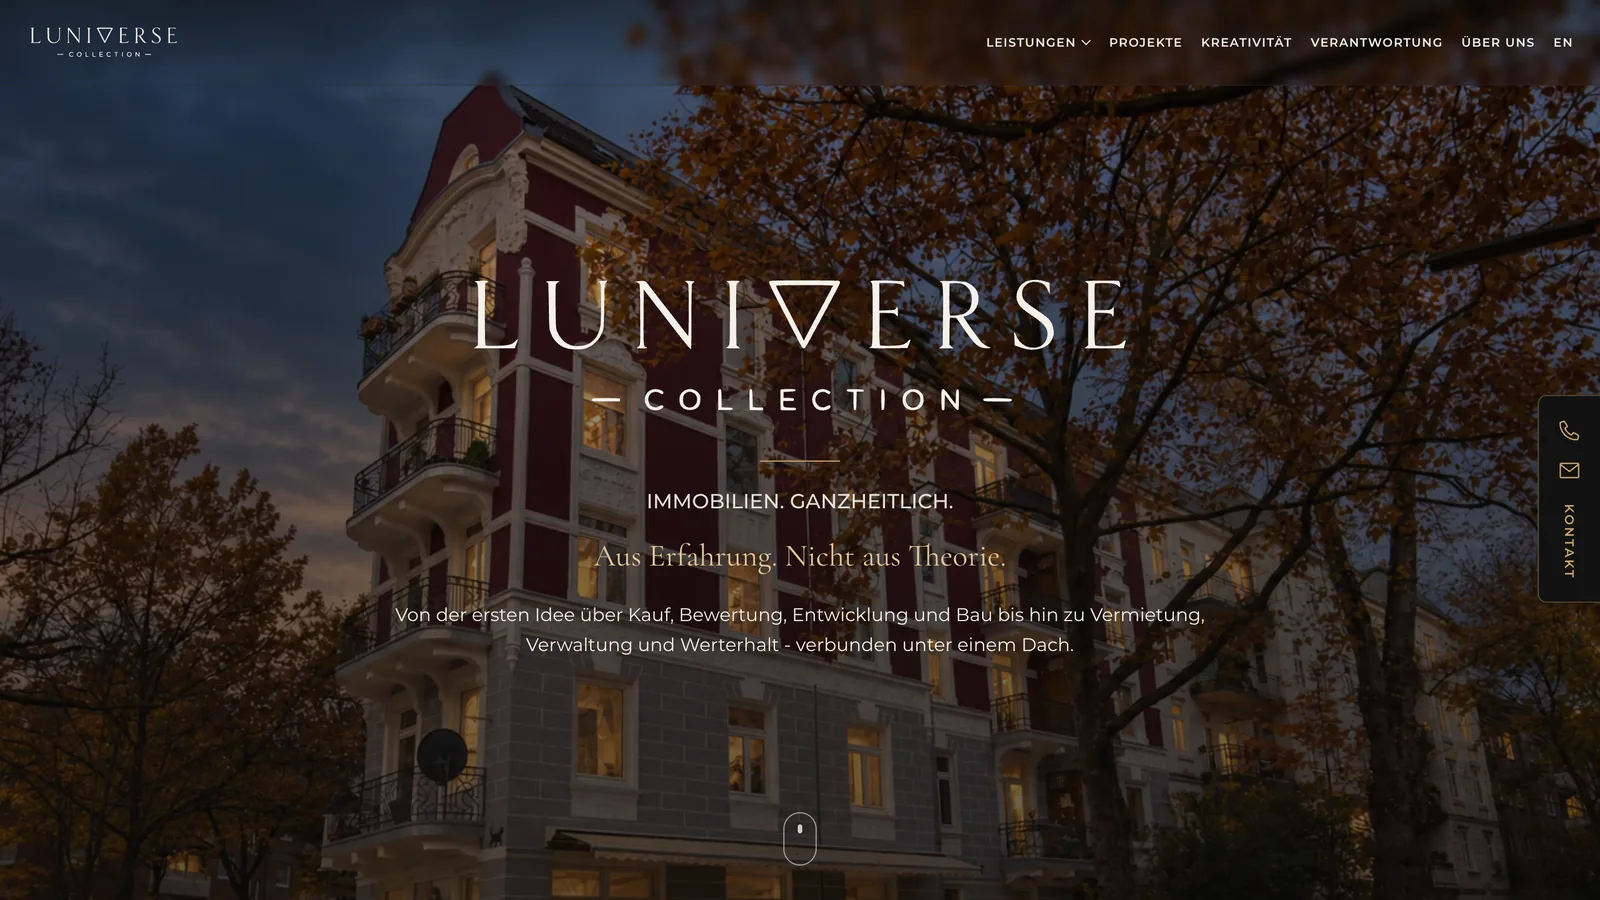 LUNIVERSE
— COLLECTION —
LEISTUNGEN PROJEKTE KREATIVITÄT VERANTWORTUNG ÜBER UNS EN
LUNIVERSE
— COLLECTION —
IMMOBILIEN. GANZHEITLICH.
Aus Erfahrung. Nicht aus Theorie.
Von der ersten Idee über Kauf, Bewertung, Entwicklung und Bau bis hin zu Vermietung,
Verwaltung und Werterhalt - verbunden unter einem Dach.
KONTAKT